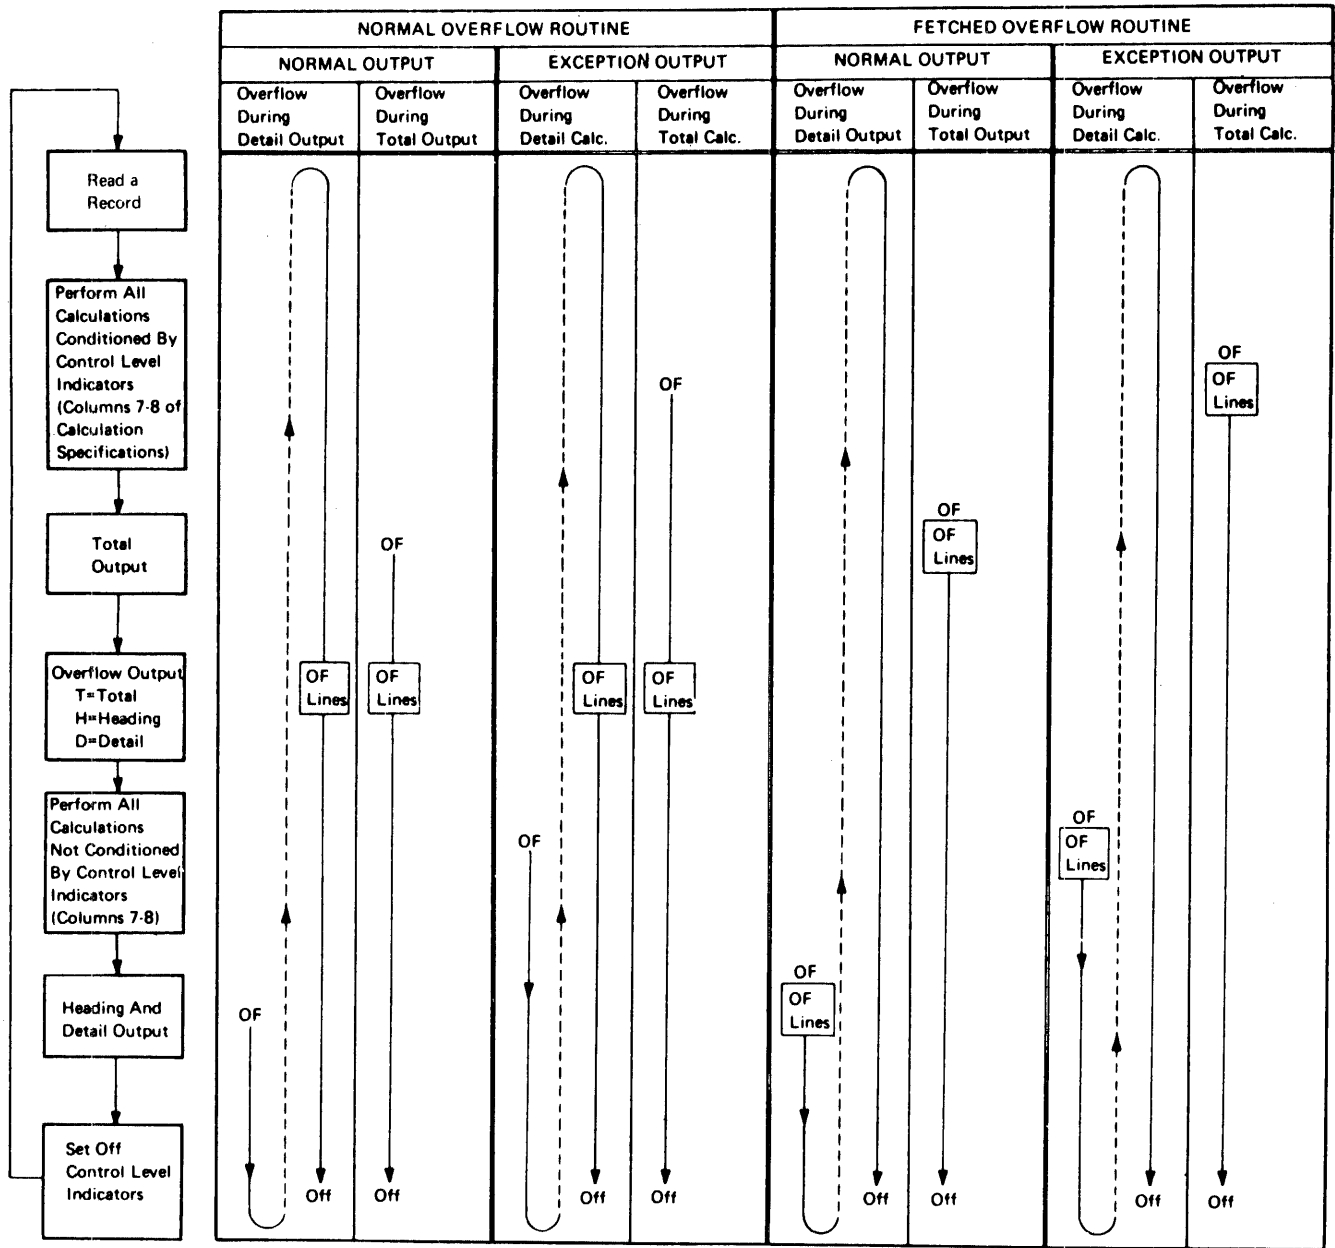 NORMAL OVERFLOW ROUTINE
FETCHED OVERFLOW ROUTINE
NORMAL OUTPUT
EXCEPTION OUTPUT
NORMAL OUTPUT
EXCEPTION OUTPUT
Overflow
During
Detail Output
Overflow
During
Total Output
Overflow
During
Detail Calc.
Overflow
During
Total Calc.
Overflow
During
Detail Output
Overflow
During
Total Output
Overflow
During
Detail Calc.
Overflow
During
Total Calc.
Read a
Record
Perform All
Calculations
Conditioned By
Control Level
Indicators
(Columns 7-8 of
Calculation
Specifications)
Total
Output
Overflow Output
T=Total
H=Heading
D=Detail
Perform All
Calculations
Not Conditioned
By Control Level
Indicators
(Columns 7-8)
Heading And
Detail Output
Set Off
Control Level
Indicators
OF
OF
Lines
Off
OF
OF
Lines
Off
OF
OF
Lines
Off
OF
OF
Lines
Off
OF
OF
Lines
Off
OF
OF
Lines
Off
OF
OF
Lines
Off
OF
OF
Lines
Off